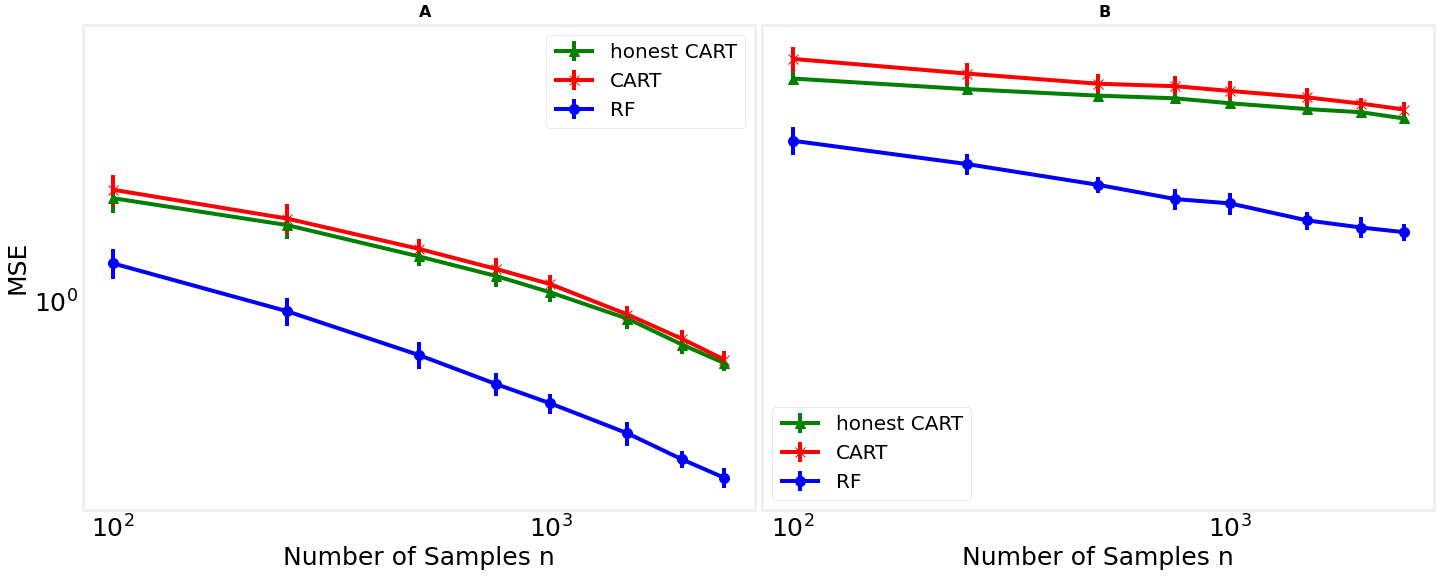 A
B
honest CART
CART
RF
MSE
10^0
10^2
10^3
Number of Samples n
honest CART
CART
RF
10^2
10^3
Number of Samples n